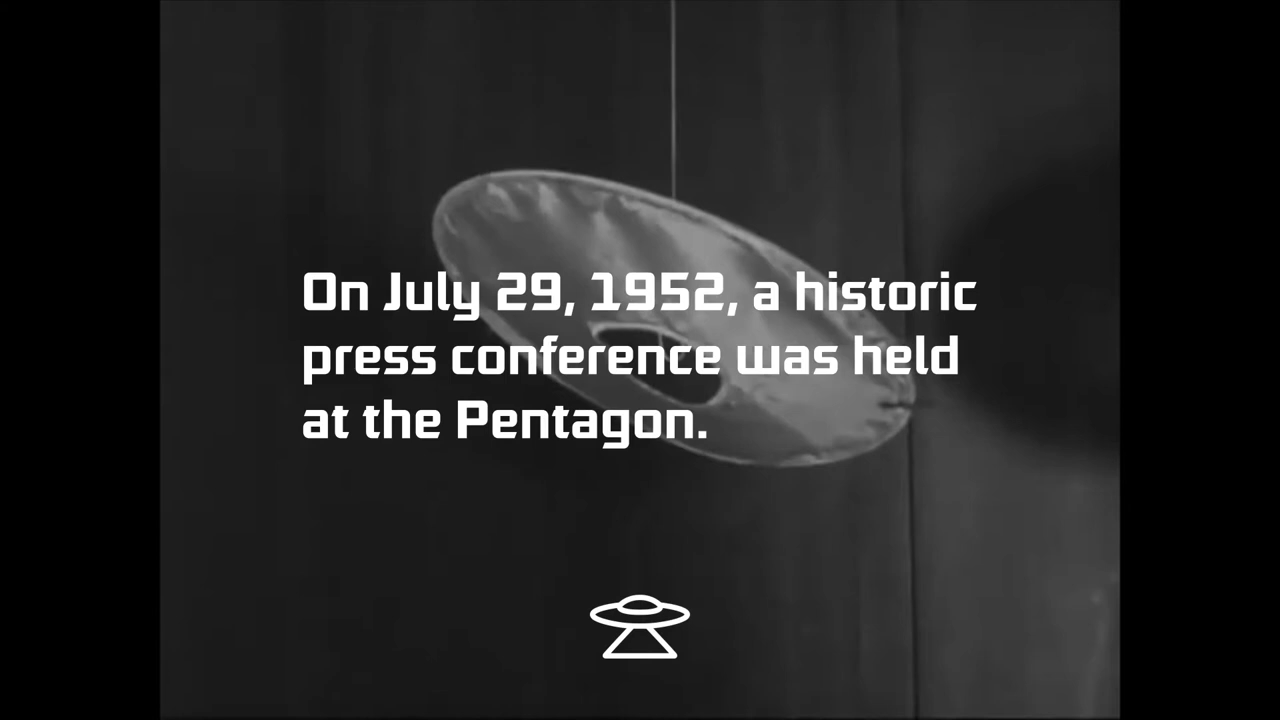 On July 29, 1952, a historic
press conference was held
at the Pentagon.